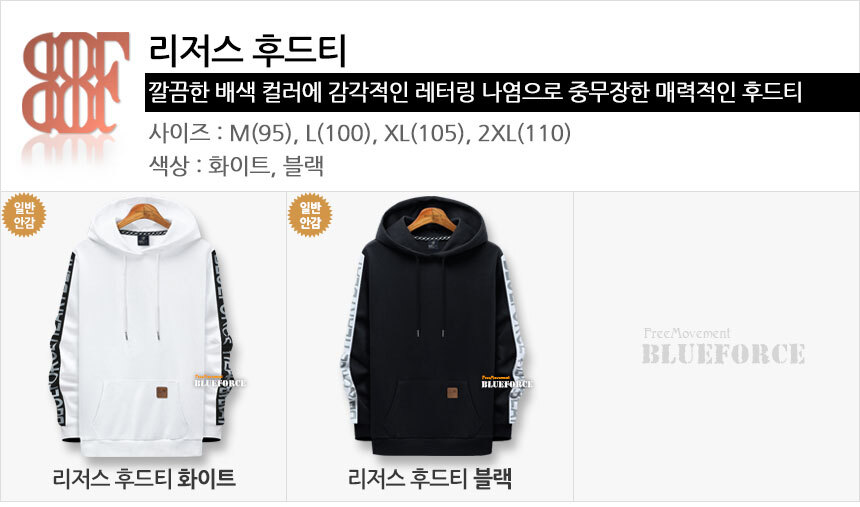 리저스 후드티
깔끔한 배색 컬러에 감각적인 레터링 나염으로 중무장한 매력적인 후드티
사이즈 : M(95), L(100), XL(105), 2XL(110)
색상 : 화이트, 블랙
일반
안감
일반
안감
FreeMovement
BLUEFORCE
FreeMovement
BLUEFORCE
FreeMovement
BLUEFORCE
리저스 후드티 화이트
리저스 후드티 블랙